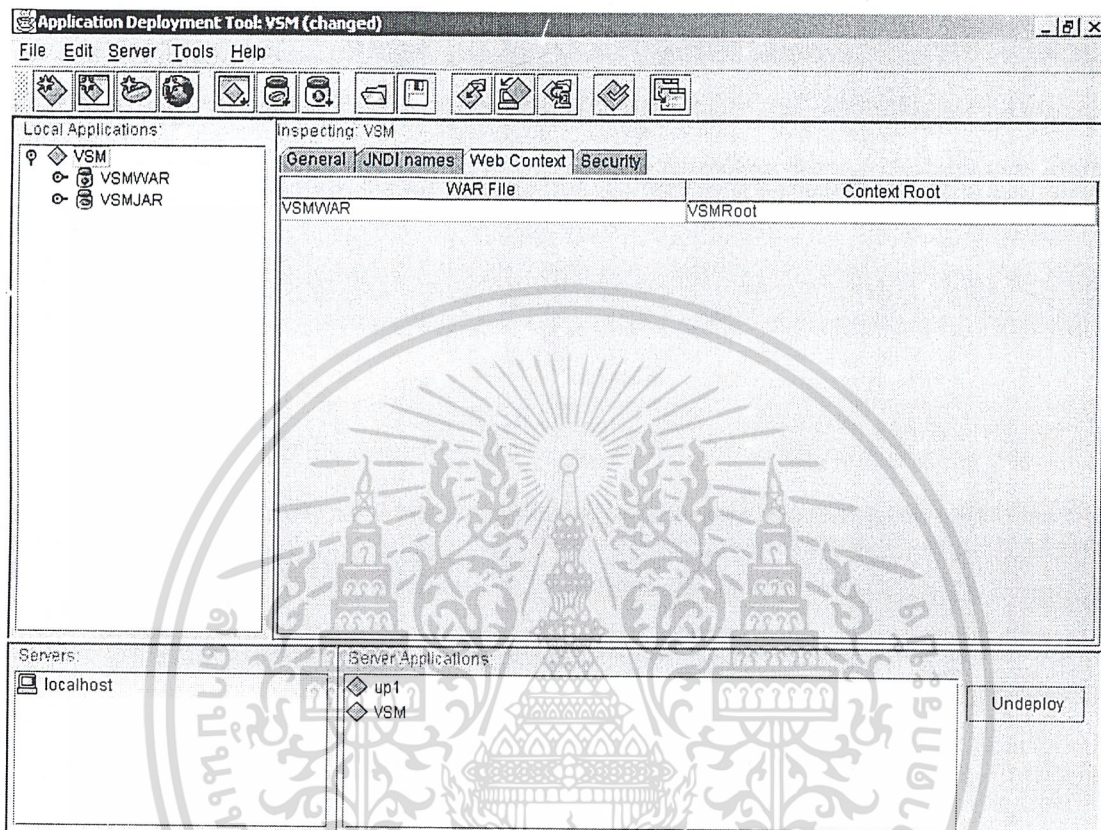 Application Deployment Tool: VSM (changed)
File Edit Server Tools Help
Local Applications:
VSM
VSMWAR
VSMJAR
Inspecting: VSM
General JNDI names Web Context Security
WAR File Context Root
VSMWAR VSMRoot
Servers:
localhost
Server Applications:
up1
VSM
Undeploy